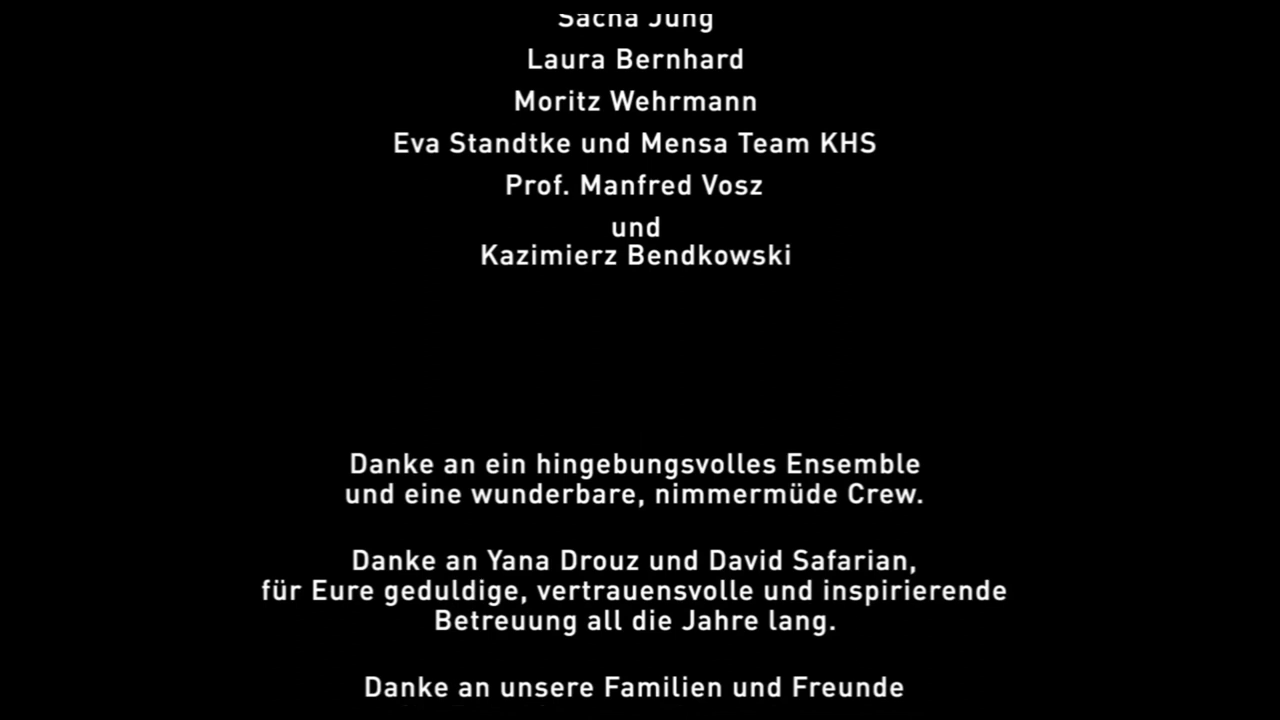 Sacha Jung
Laura Bernhard
Moritz Wehrmann
Eva Standtke und Mensa Team KHS
Prof. Manfred Vosz
und
Kazimierz Bendkowski
Danke an ein hingebungsvolles Ensemble
und eine wunderbare, nimmermüde Crew.
Danke an Yana Drouz und David Safarian,
für Eure geduldige, vertrauensvolle und inspirierende
Betreuung all die Jahre lang.
Danke an unsere Familien und Freunde